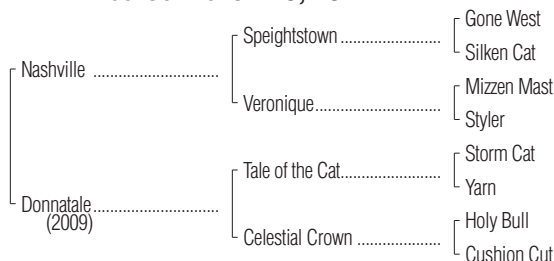 Gone West
Speightstown
Silken Cat
Nashville
Mizzen Mast
Veronique
Styler
Storm Cat
Tale of the Cat
Yarn
Donnatale
(2009)
Holy Bull
Celestial Crown
Cushion Cut